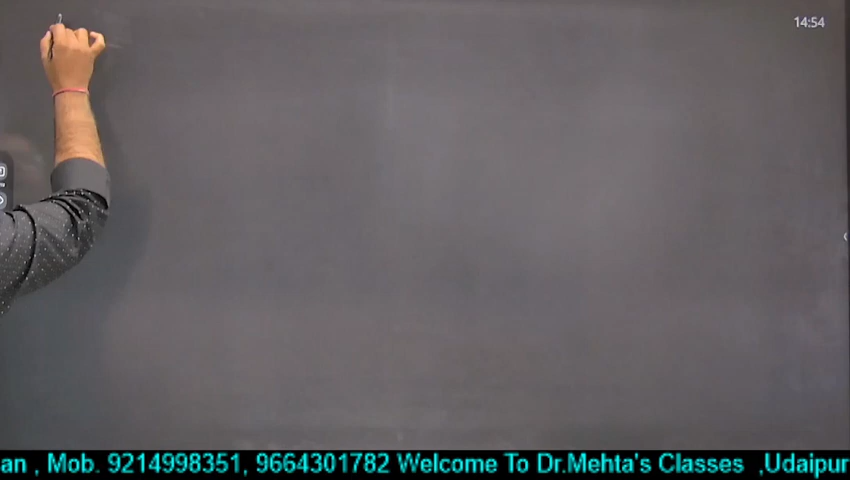 14:54
an , Mob. 9214998351, 9664301782 Welcome To Dr.Mehta's Classes ,Udaipur